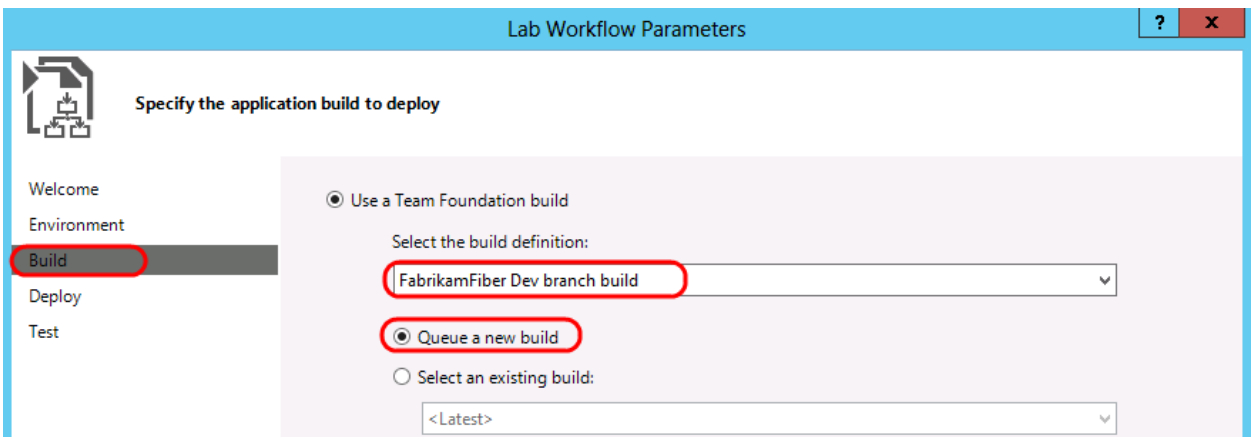 Lab Workflow Parameters
? x
Specify the application build to deploy
Welcome
Environment
Build
Deploy
Test
Use a Team Foundation build
Select the build definition:
FabrikamFiber Dev branch build
Queue a new build
Select an existing build:
<Latest>